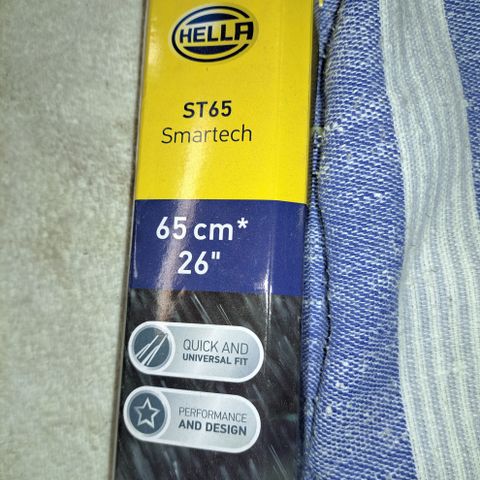 HELLA
ST65
Smartech
65 cm*
26"
QUICK AND
UNIVERSAL FIT
PERFORMANCE
AND DESIGN